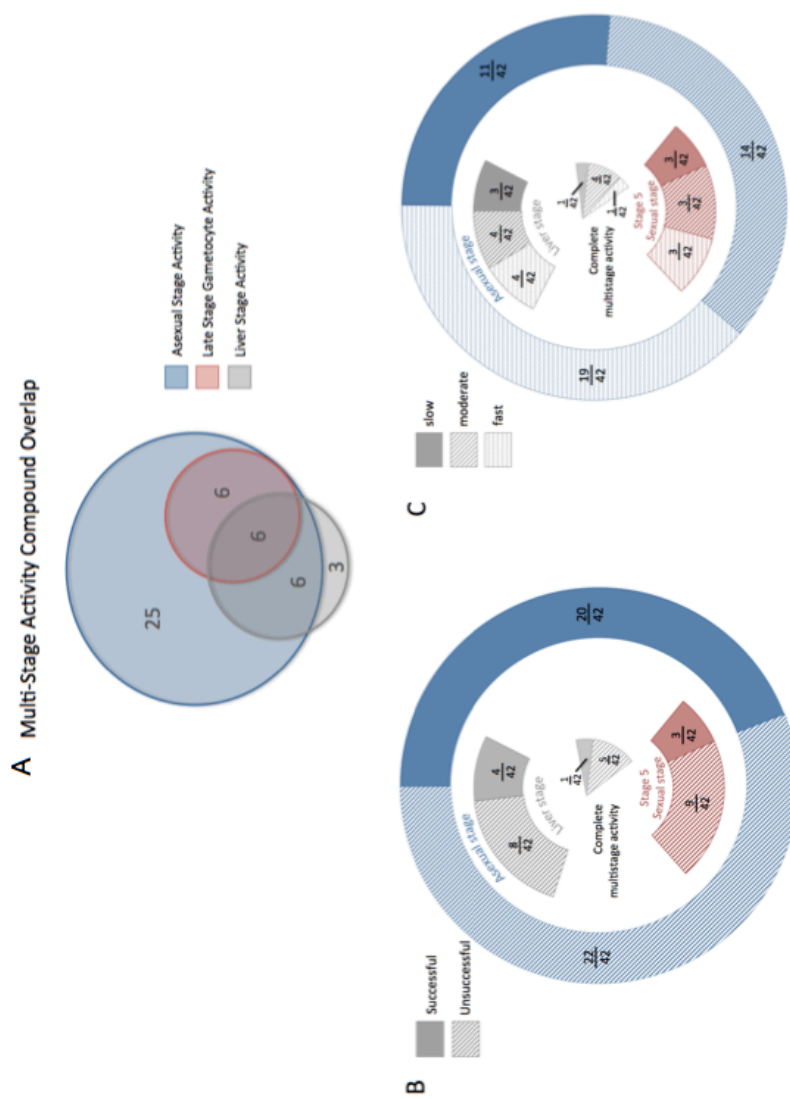 A Multi-Stage Activity Compound Overlap
25
6
6
6
3
Asexual Stage Activity
Late Stage Gametocyte Activity
Liver Stage Activity
B
Successful
Unsuccessful
20
42
22
42
Asexual stage
4
42
8
42
Liver stage
1
42
5
42
Complete
multistage activity
Stage 5
Sexual stage
3
42
9
42
C
slow
moderate
fast
11
42
14
42
19
42
Asexual stage
3
42
4
42
4
42
Liver stage
1
42
4
42
1
42
Complete
multistage activity
Stage 5
Sexual stage
3
42
3
42
3
42